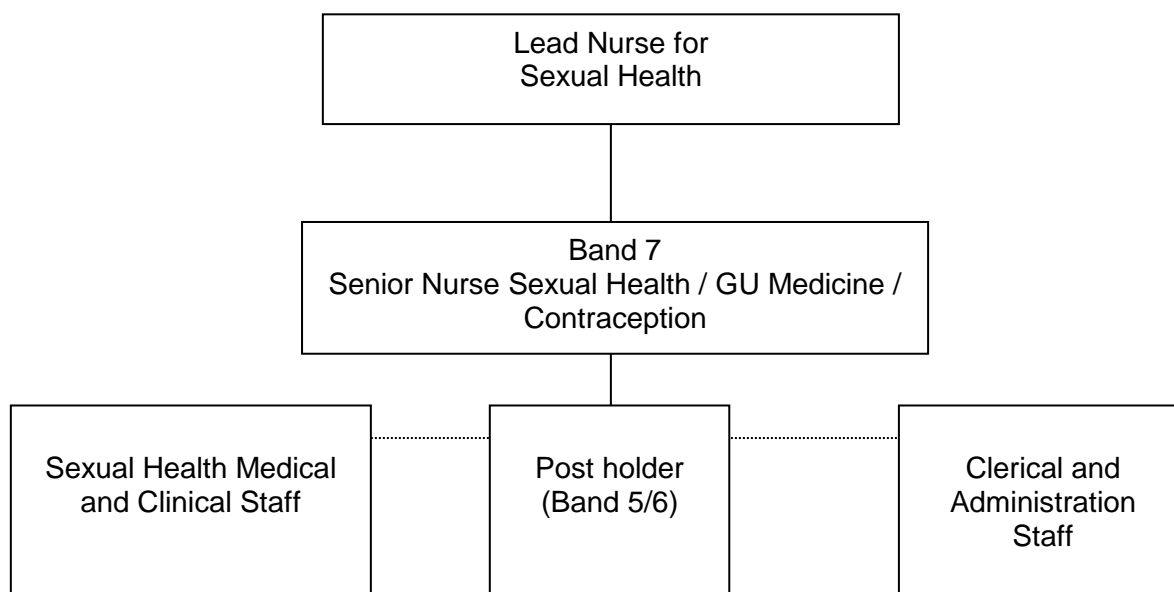 Lead Nurse for
Sexual Health
Band 7
Senior Nurse Sexual Health / GU Medicine /
Contraception
Sexual Health Medical
and Clinical Staff
Post holder
(Band 5/6)
Clerical and
Administration
Staff